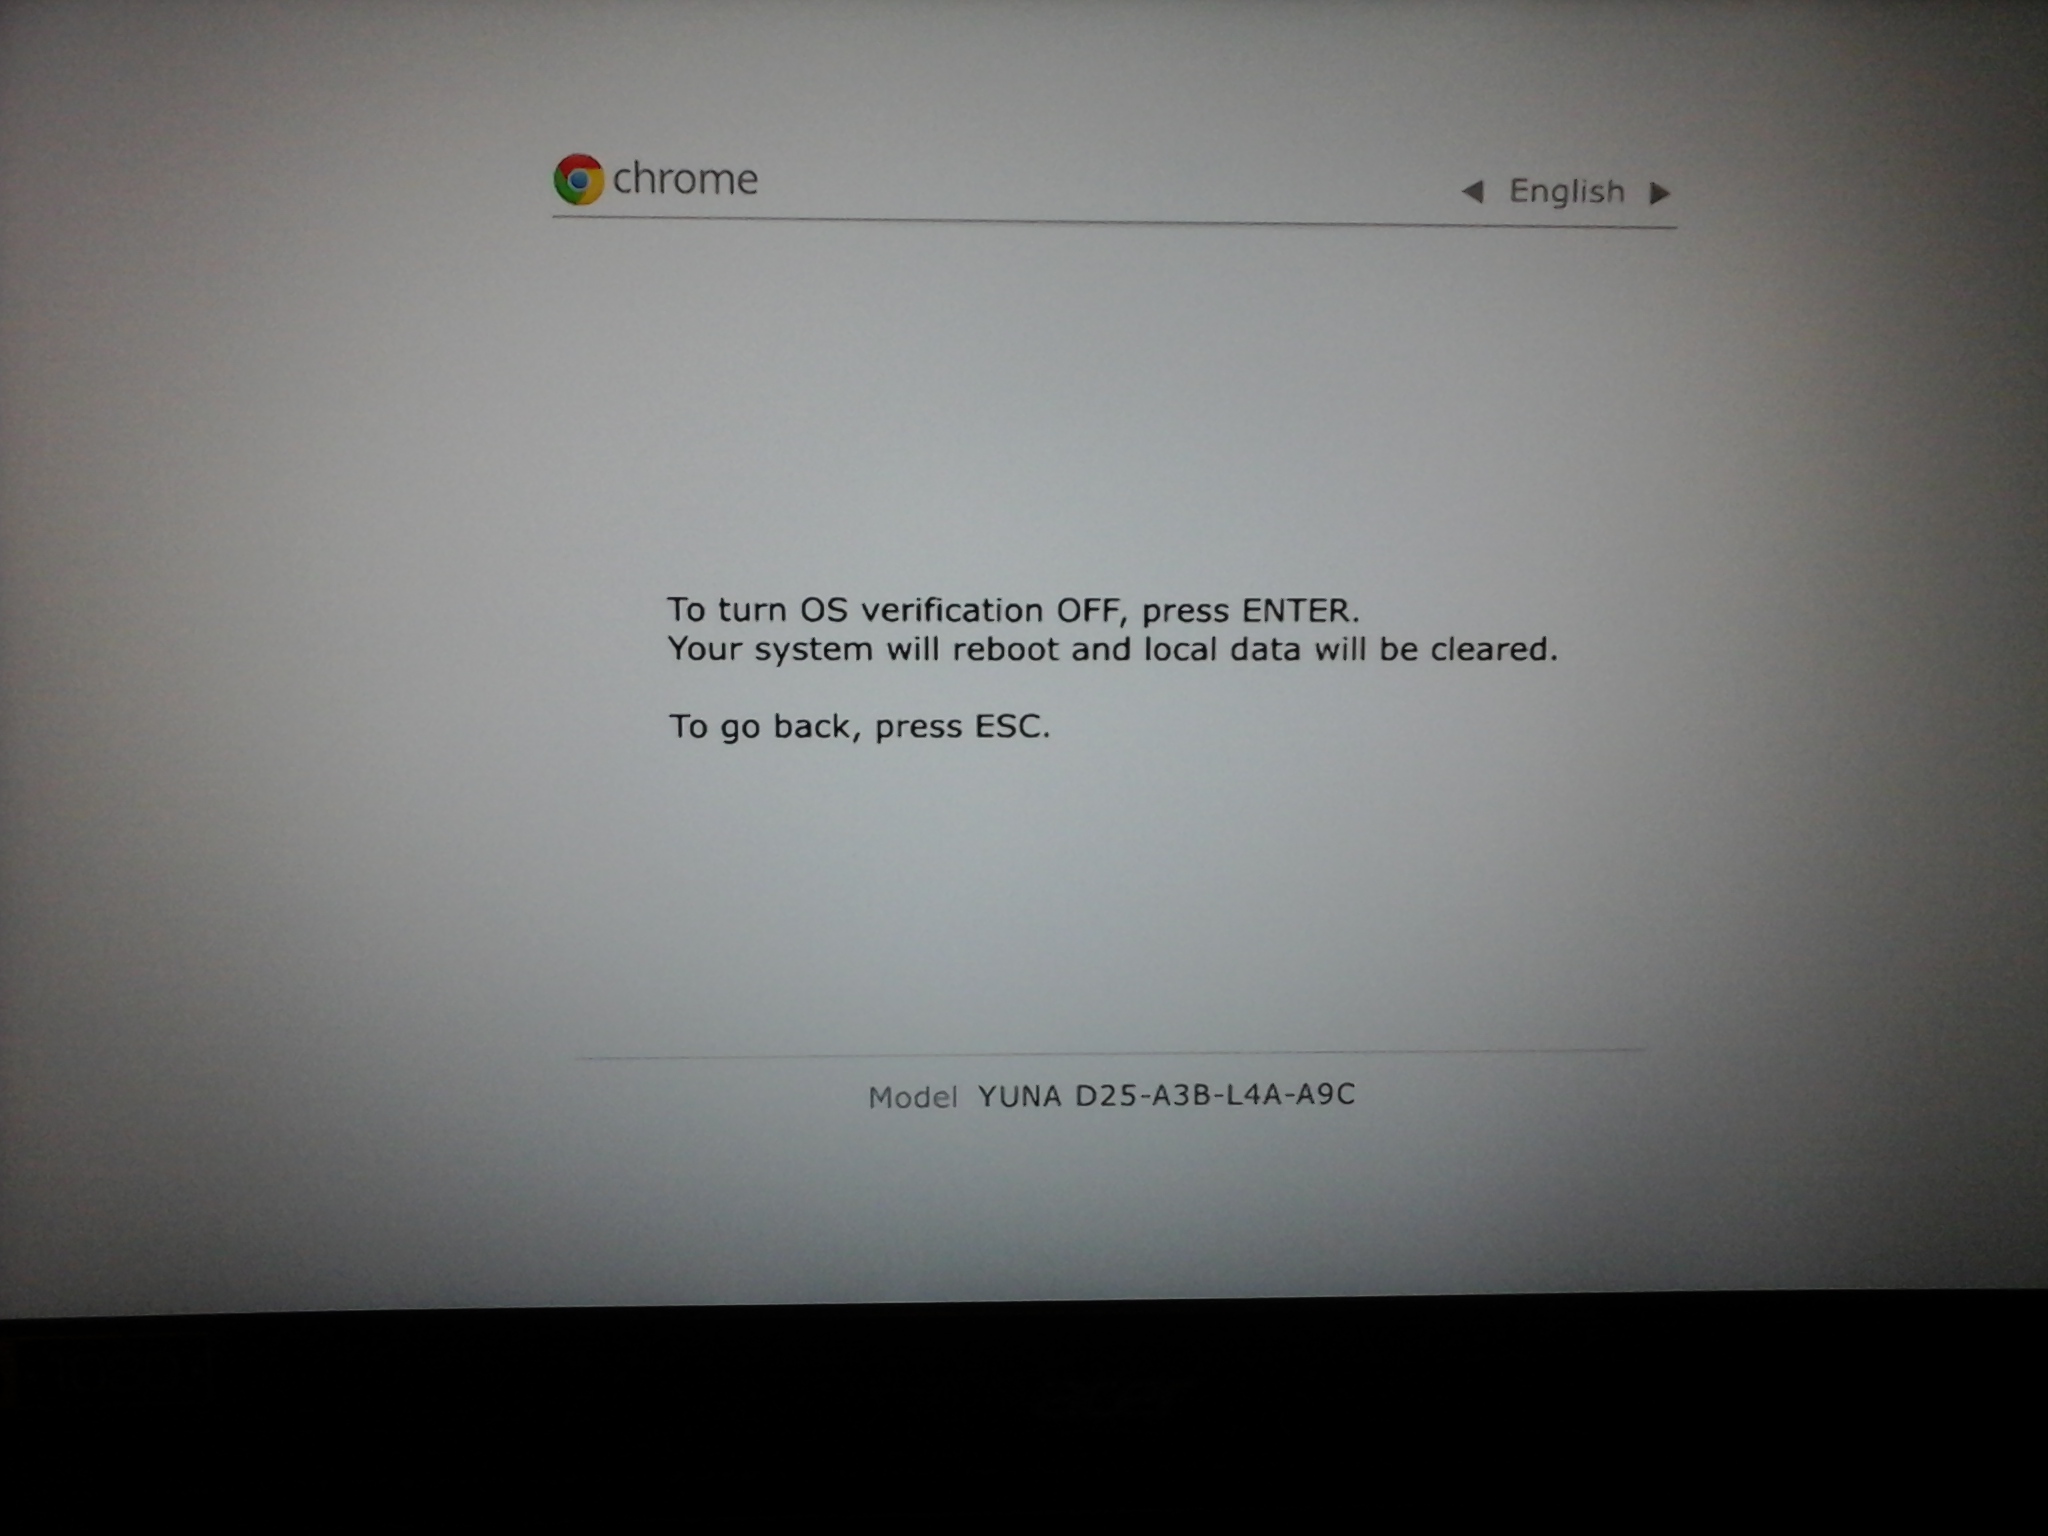 chrome
English
To turn OS verification OFF, press ENTER.
Your system will reboot and local data will be cleared.
To go back, press ESC.
Model YUNA D25-A3B-L4A-A9C
acer